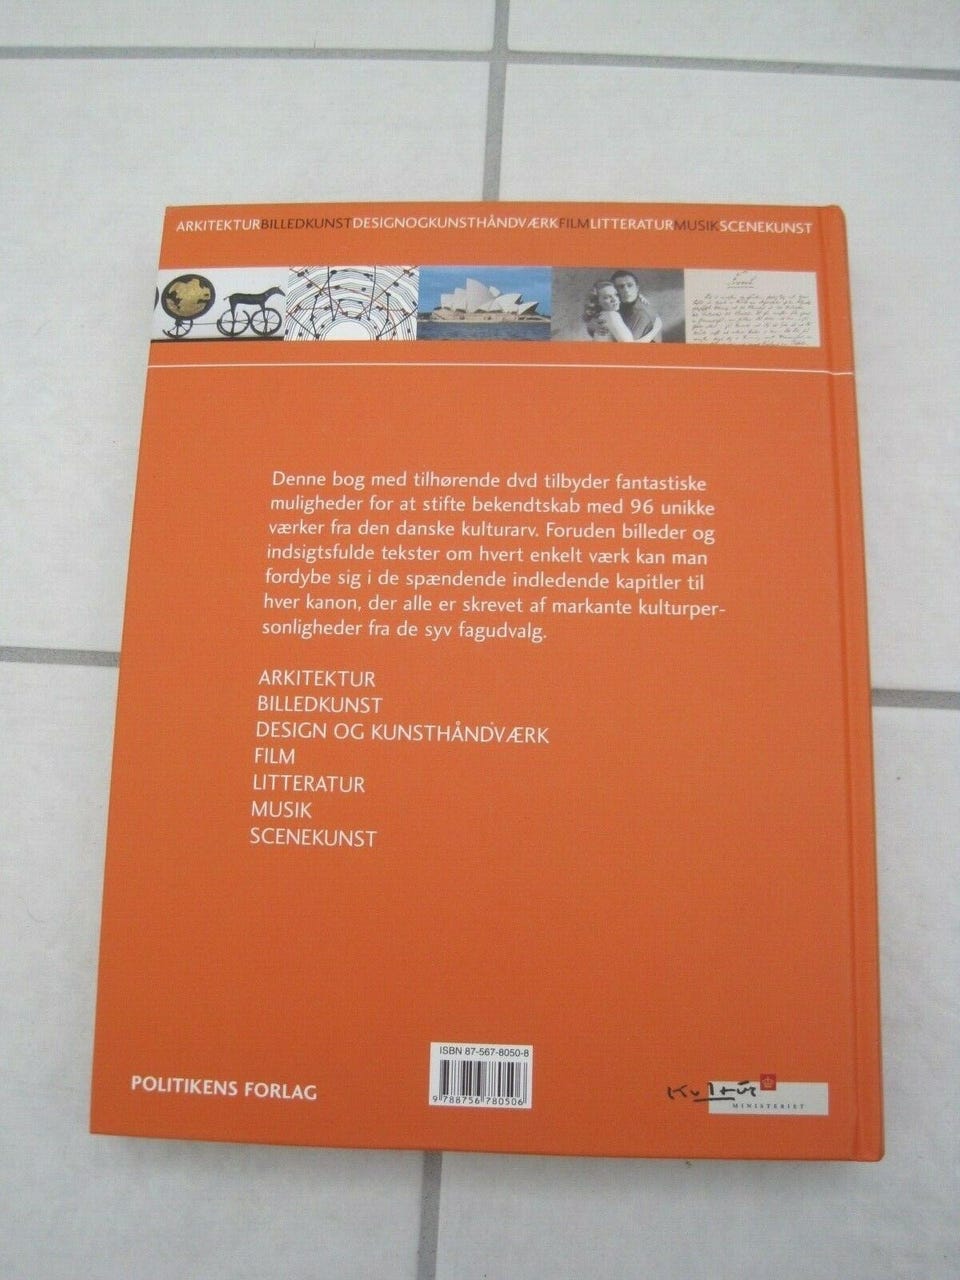 ARKITEKTURBILLEDKUNSTDESIGNOGKUNSTHÅNDVÆRKFILMLITTERATURMUSIKSCENEKUNST
Denne bog med tilhørende dvd tilbyder fantastiske
muligheder for at stifte bekendtskab med 96 unikke
værker fra den danske kulturarv. Foruden billeder og
indsigtsfulde tekster om hvert enkelt værk kan man
fordybe sig i de spændende indledende kapitler til
hver kanon, der alle er skrevet af markante kulturper-
sonligheder fra de syv fagudvalg.
ARKITEKTUR
BILLEDKUNST
DESIGN OG KUNSTHÅNDVÆRK
FILM
LITTERATUR
MUSIK
SCENEKUNST
POLITIKENS FORLAG
ISBN 87-567-8050-8
9 788756 780506
Kultur
MINISTERIET